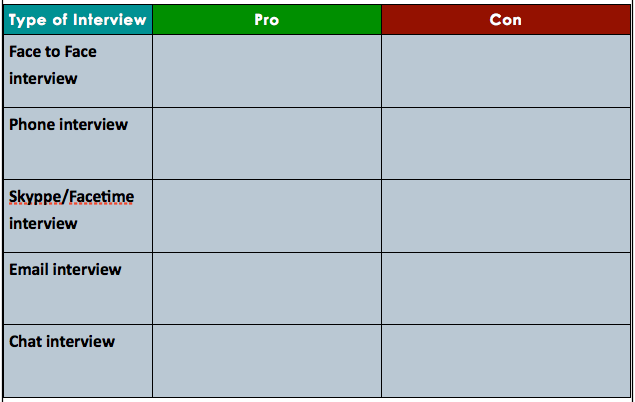 Type of Interview Pro Con
Face to Face
interview
Phone interview
Skyppe/Facetime
interview
Email interview
Chat interview